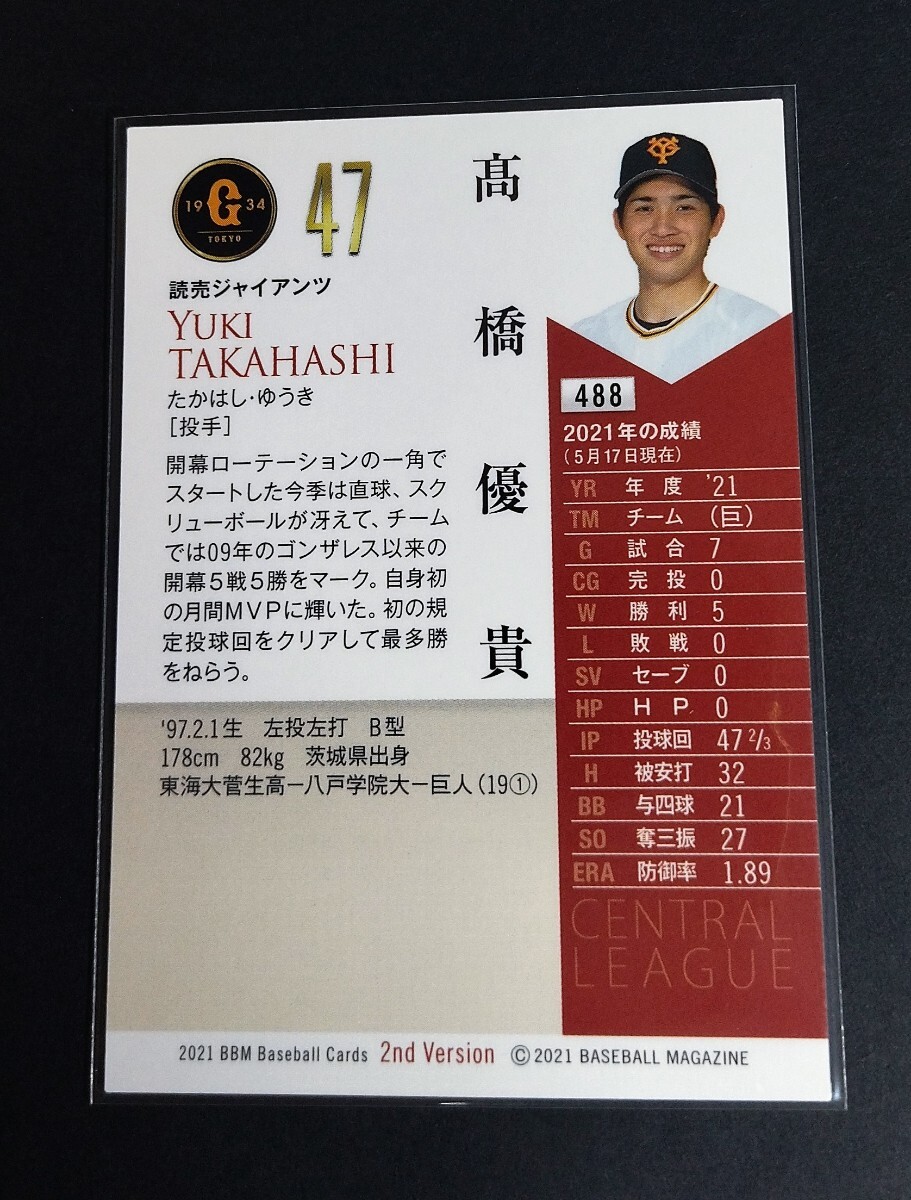 19 G 34
TOKYO
47
髙橋優貴
読売ジャイアンツ
YUKI
TAKAHASHI
たかはし・ゆうき
[投手]
開幕ローテーションの一角で
スタートした今季は直球、スク
リューボールが冴えて、チーム
では09年のゴンザレス以来の
開幕5戦5勝をマーク。自身初
の月間MVPに輝いた。初の規
定投球回をクリアして最多勝
をねらう。
'97.2.1生 左投左打 B型
178cm 82kg 茨城県出身
東海大菅生高ー八戸学院大ー巨人(19①)
488
2021年の成績
(5月17日現在)
YR 年度 '21
TM チーム (巨)
G 試合 7
CG 完投 0
W 勝利 5
L 敗戦 0
SV セーブ 0
HP HP 0
IP 投球回 47 2/3
H 被安打 32
BB 与四球 21
SO 奪三振 27
ERA 防御率 1.89
CENTRAL
LEAGUE
2021 BBM Baseball Cards 2nd Version ©2021 BASEBALL MAGAZINE